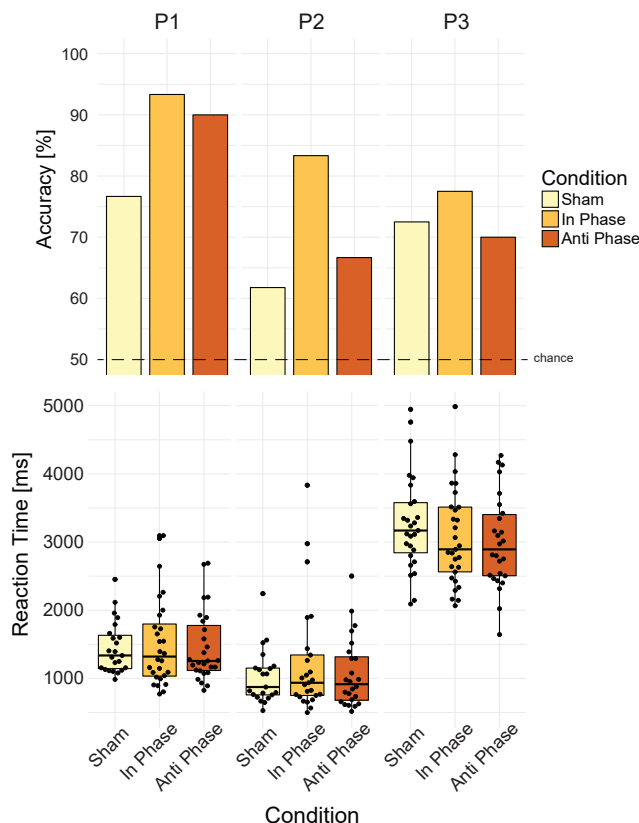 P1 P2 P3
100
90
80
70
60
50
Accuracy [%]
chance
Condition
Sham
In Phase
Anti Phase
5000
4000
3000
2000
1000
Reaction Time [ms]
Sham In Phase Anti Phase Sham In Phase Anti Phase Sham In Phase Anti Phase
Condition